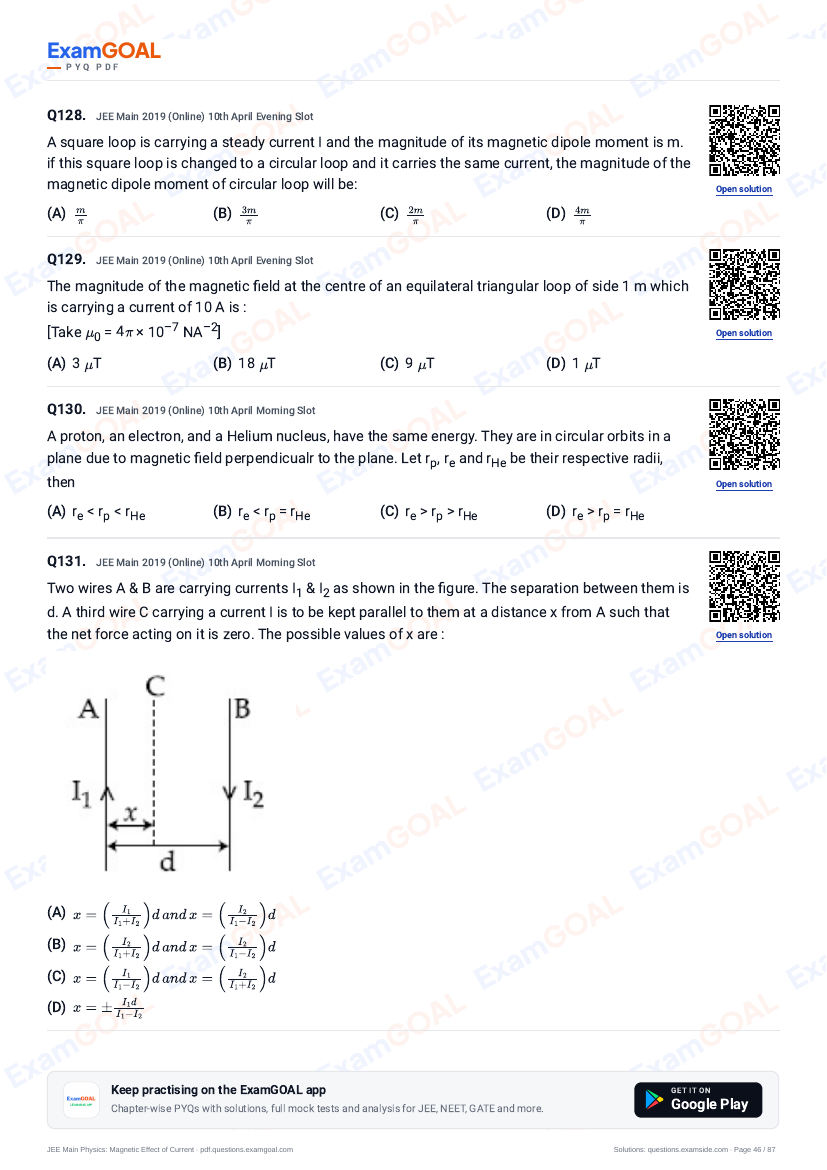 ExamGOAL
PYQ PDF
Q128. JEE Main 2019 (Online) 10th April Evening Slot
A square loop is carrying a steady current I and the magnitude of its magnetic dipole moment is m.
if this square loop is changed to a circular loop and it carries the same current, the magnitude of the
magnetic dipole moment of circular loop will be:
(A) m/π (B) 3m/π (C) 2m/π (D) 4m/π
Open solution
Q129. JEE Main 2019 (Online) 10th April Evening Slot
The magnitude of the magnetic field at the centre of an equilateral triangular loop of side 1 m which
is carrying a current of 10 A is :
[Take μ₀ = 4π × 10⁻⁷ NA⁻²]
(A) 3 μT (B) 18 μT (C) 9 μT (D) 1 μT
Open solution
Q130. JEE Main 2019 (Online) 10th April Morning Slot
A proton, an electron, and a Helium nucleus, have the same energy. They are in circular orbits in a
plane due to magnetic field perpendicualr to the plane. Let rₚ, rₑ and r_He be their respective radii,
then
(A) rₑ < rₚ < r_He (B) rₑ < rₚ = r_He (C) rₑ > rₚ > r_He (D) rₑ > rₚ = r_He
Open solution
Q131. JEE Main 2019 (Online) 10th April Morning Slot
Two wires A & B are carrying currents I₁ & I₂ as shown in the figure. The separation between them is
d. A third wire C carrying a current I is to be kept parallel to them at a distance x from A such that
the net force acting on it is zero. The possible values of x are :
Open solution
C
A B
I₁ I₂
x
d
(A) x = (I₁/(I₁+I₂)) d and x = (I₂/(I₁−I₂)) d
(B) x = (I₂/(I₁+I₂)) d and x = (I₂/(I₁−I₂)) d
(C) x = (I₁/(I₁−I₂)) d and x = (I₂/(I₁+I₂)) d
(D) x = ± I₁d/(I₁−I₂)
ExamGOAL
Keep practising on the ExamGOAL app
Chapter-wise PYQs with solutions, full mock tests and analysis for JEE, NEET, GATE and more.
GET IT ON
Google Play
JEE Main Physics: Magnetic Effect of Current · pdf.questions.examgoal.com
Solutions: questions.examside.com · Page 46 / 87